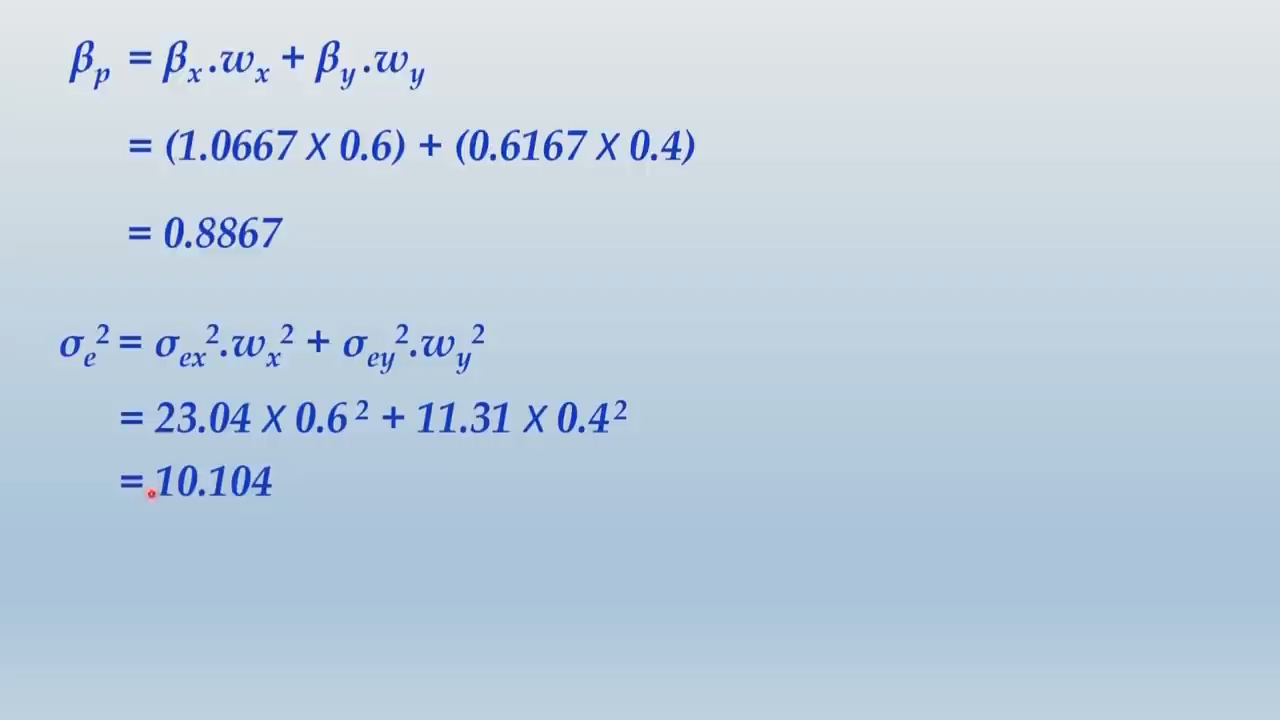 βp = βx.wx + βy.wy
= (1.0667 X 0.6) + (0.6167 X 0.4)
= 0.8867
σe² = σex².wx² + σey².wy²
= 23.04 X 0.6² + 11.31 X 0.4²
= 10.104